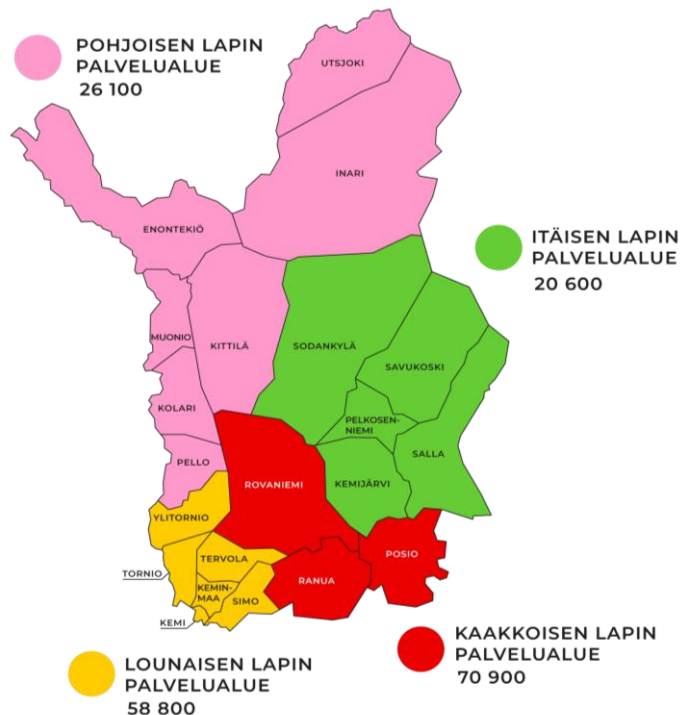 POHJOISEN LAPIN
PALVELUALUE
26 100
UTSJOKI
INARI
ENONTEKIÖ
ITÄISEN LAPIN
PALVELUALUE
20 600
MUONIO
KITTILÄ
SODANKYLÄ
SAVUKOSKI
KOLARI
PELKOSEN-
NIEMI
SALLA
PELLO
ROVANIEMI
KEMIJÄRVI
YLITORNIO
TERVOLA
POSIO
TORNIO
RANUA
KEMIN-
MAA
SIMO
KEMI
KAAKKOISEN LAPIN
PALVELUALUE
70 900
LOUNAISEN LAPIN
PALVELUALUE
58 800